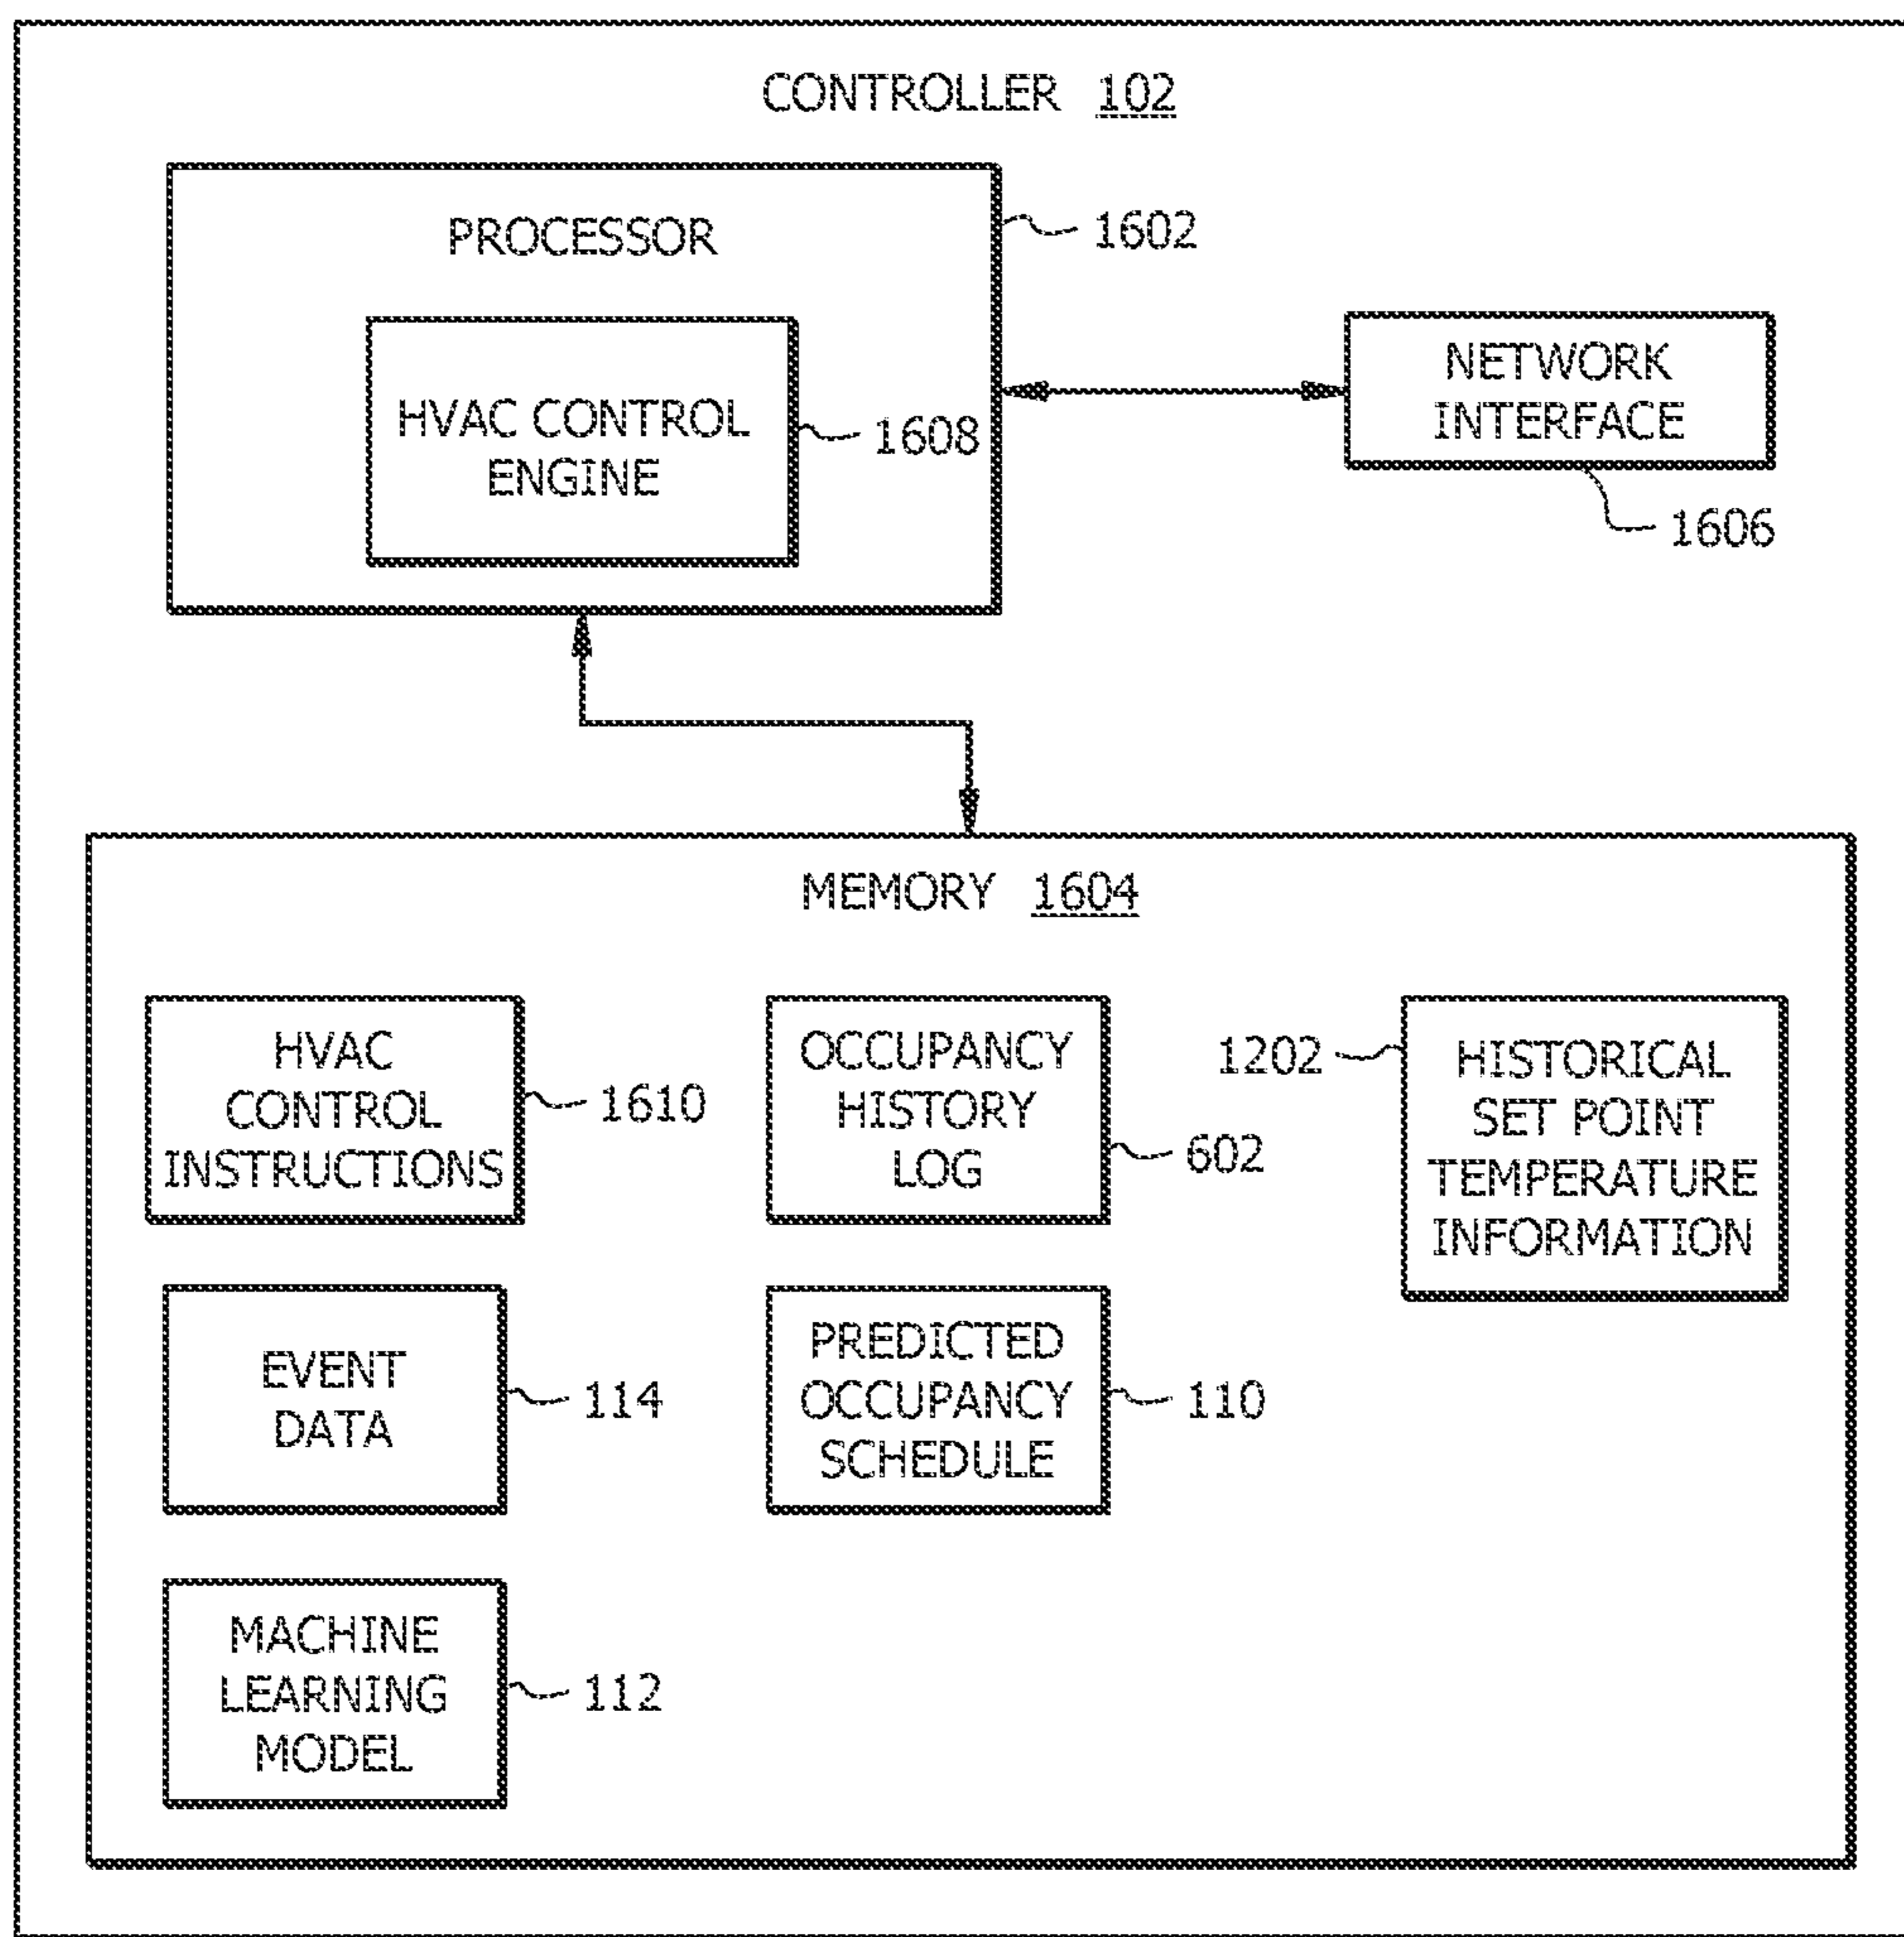 CONTROLLER 102
PROCESSOR
1602
HVAC CONTROL
ENGINE
1608
NETWORK
INTERFACE
1606
MEMORY 1604
HVAC
CONTROL
INSTRUCTIONS
1610
OCCUPANCY
HISTORY
LOG
602
1202
HISTORICAL
SET POINT
TEMPERATURE
INFORMATION
EVENT
DATA
114
PREDICTED
OCCUPANCY
SCHEDULE
110
MACHINE
LEARNING
MODEL
112